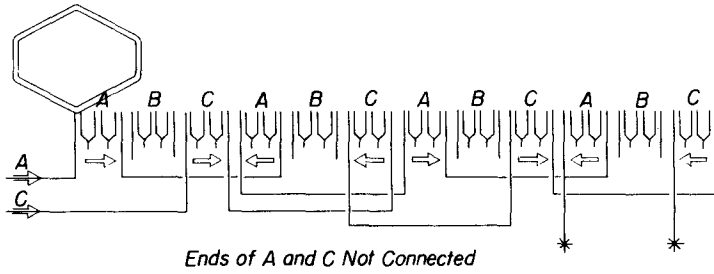 A B C A B C A B C A B C
A
C
Ends of A and C Not Connected